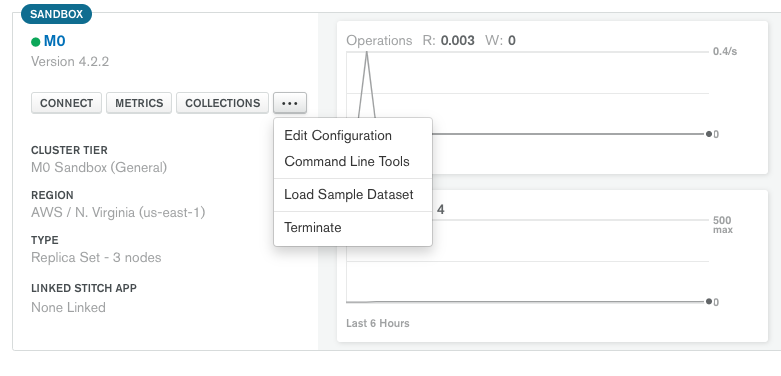 SANDBOX
M0
Version 4.2.2
CONNECT METRICS COLLECTIONS ...
CLUSTER TIER
M0 Sandbox (General)
REGION
AWS / N. Virginia (us-east-1)
TYPE
Replica Set - 3 nodes
LINKED STITCH APP
None Linked
Edit Configuration
Command Line Tools
Load Sample Dataset
Terminate
Operations R: 0.003 W: 0
0.4/s
0
4
500
max
0
Last 6 Hours